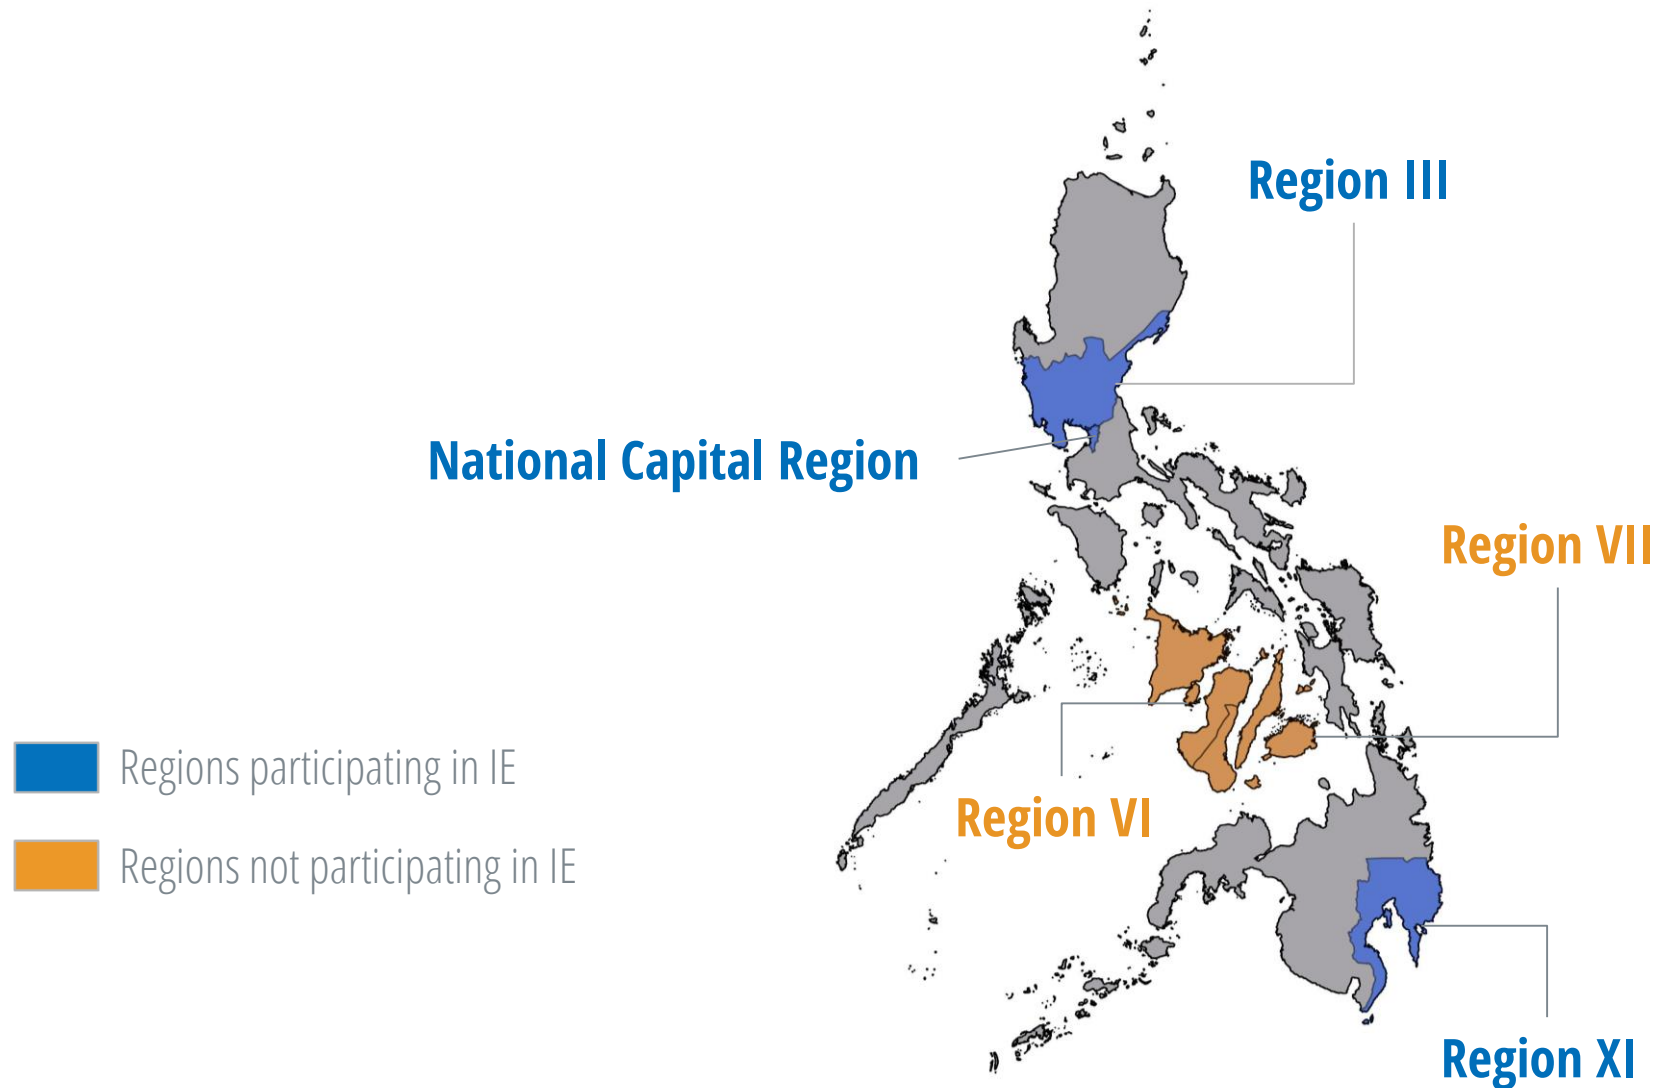 Region III
National Capital Region
Region VII
Regions participating in IE
Region VI
Regions not participating in IE
Region XI